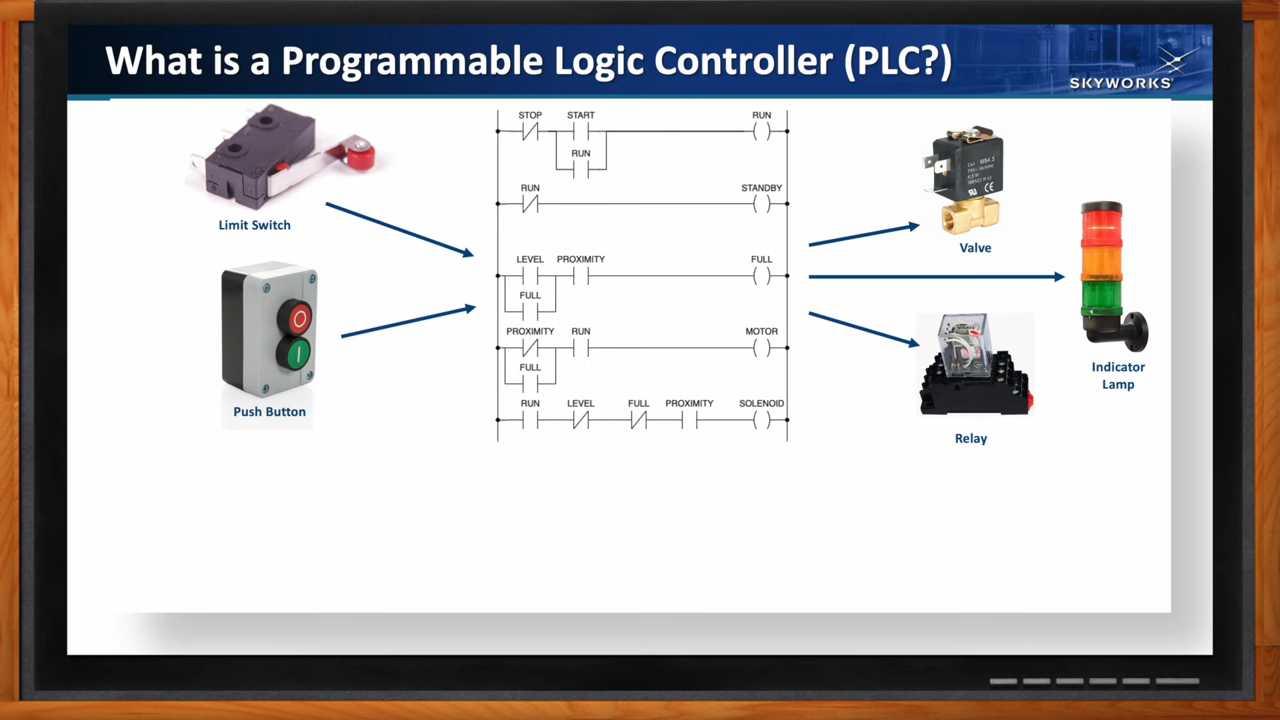 What is a Programmable Logic Controller (PLC?)
SKYWORKS
Limit Switch
Push Button
STOP START RUN
RUN
RUN STANDBY
LEVEL PROXIMITY FULL
FULL
PROXIMITY RUN MOTOR
FULL
RUN LEVEL FULL PROXIMITY SOLENOID
Valve
Indicator
Lamp
Relay